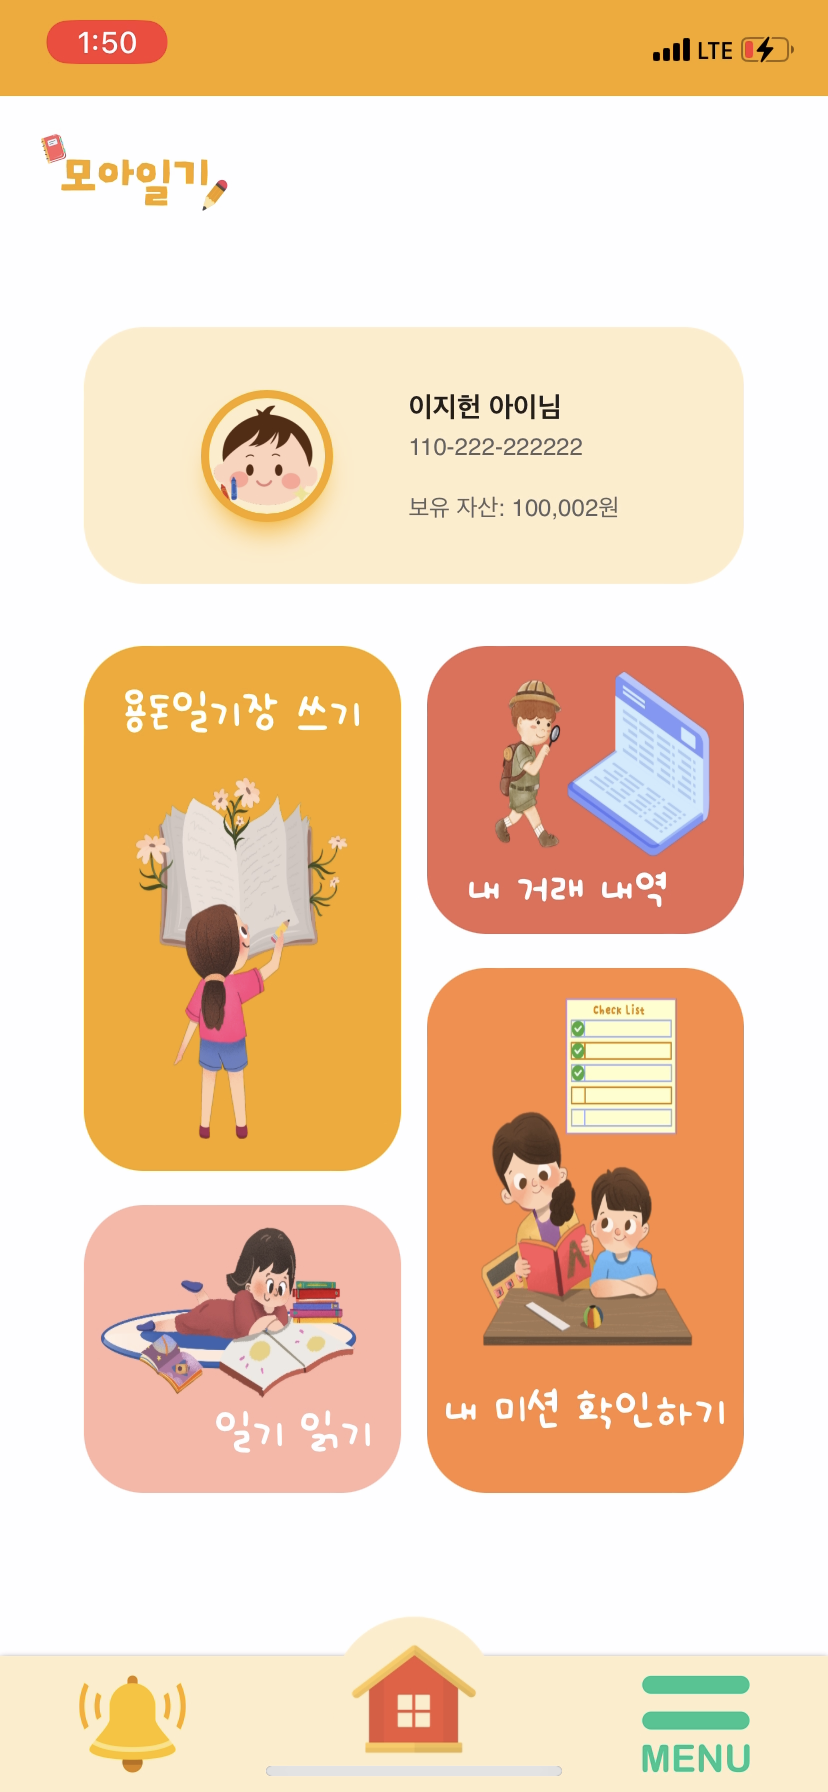 1:50
LTE
모아일기
이지헌 아이님
110-222-222222
보유 자산: 100,002원
용돈일기장 쓰기
내 거래 내역
Check List
A
일기 읽기
내 미션 확인하기
MENU